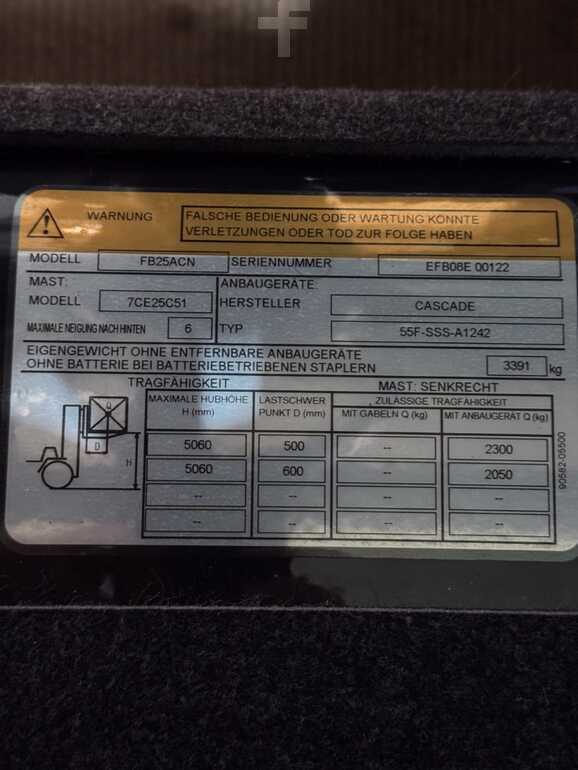 WARNUNG
FALSCHE BEDIENUNG ODER WARTUNG KÖNNTE
VERLETZUNGEN ODER TOD ZUR FOLGE HABEN
MODELL FB25ACN SERIENNUMMER EFB08E 00122
MAST: ANBAUGERÄTE:
MODELL 7CE25C51 HERSTELLER CASCADE
MAXIMALE NEIGUNG NACH HINTEN 6 TYP 55F-SSS-A1242
EIGENGEWICHT OHNE ENTFERNBARE ANBAUGERÄTE
OHNE BATTERIE BEI BATTERIEBETRIEBENEN STAPLERN 3391 kg
TRAGFÄHIGKEIT MAST: SENKRECHT
MAXIMALE HUBHÖHE LASTSCHWER ZULÄSSIGE TRAGFÄHIGKEIT
H (mm) PUNKT D (mm) MIT GABELN Q (kg) MIT ANBAUGERÄT Q (kg)
5060 500 -- 2300
5060 600 -- 2050
-- -- -- --
-- -- -- --
Q
D
H
90582-05500
f